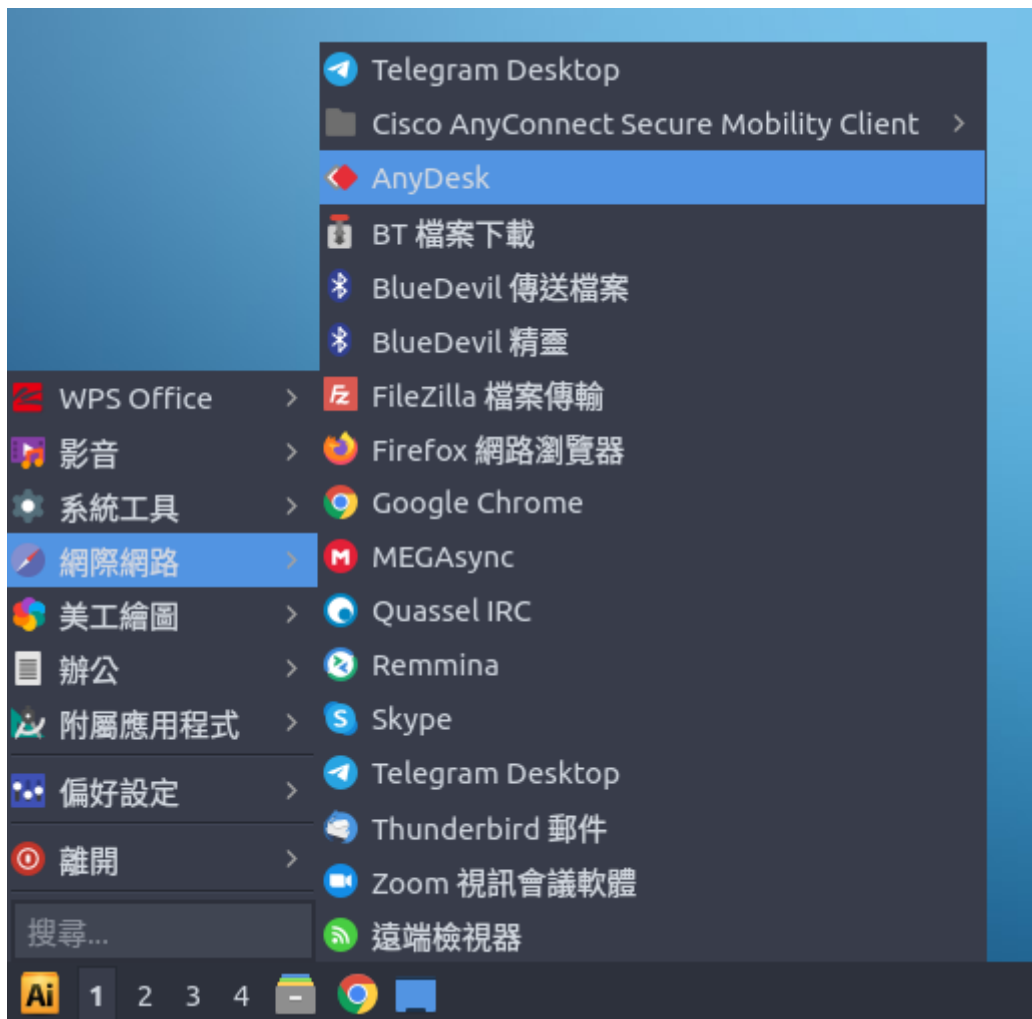 Telegram Desktop
Cisco AnyConnect Secure Mobility Client
AnyDesk
BT 檔案下載
BlueDevil 傳送檔案
BlueDevil 精靈
FileZilla 檔案傳輸
Firefox 網路瀏覽器
Google Chrome
MEGAsync
Quassel IRC
Remmina
Skype
Telegram Desktop
Thunderbird 郵件
Zoom 視訊會議軟體
遠端檢視器
WPS Office
影音
系統工具
網際網路
美工繪圖
辦公
附屬應用程式
偏好設定
離開
搜尋...
Ai 1 2 3 4